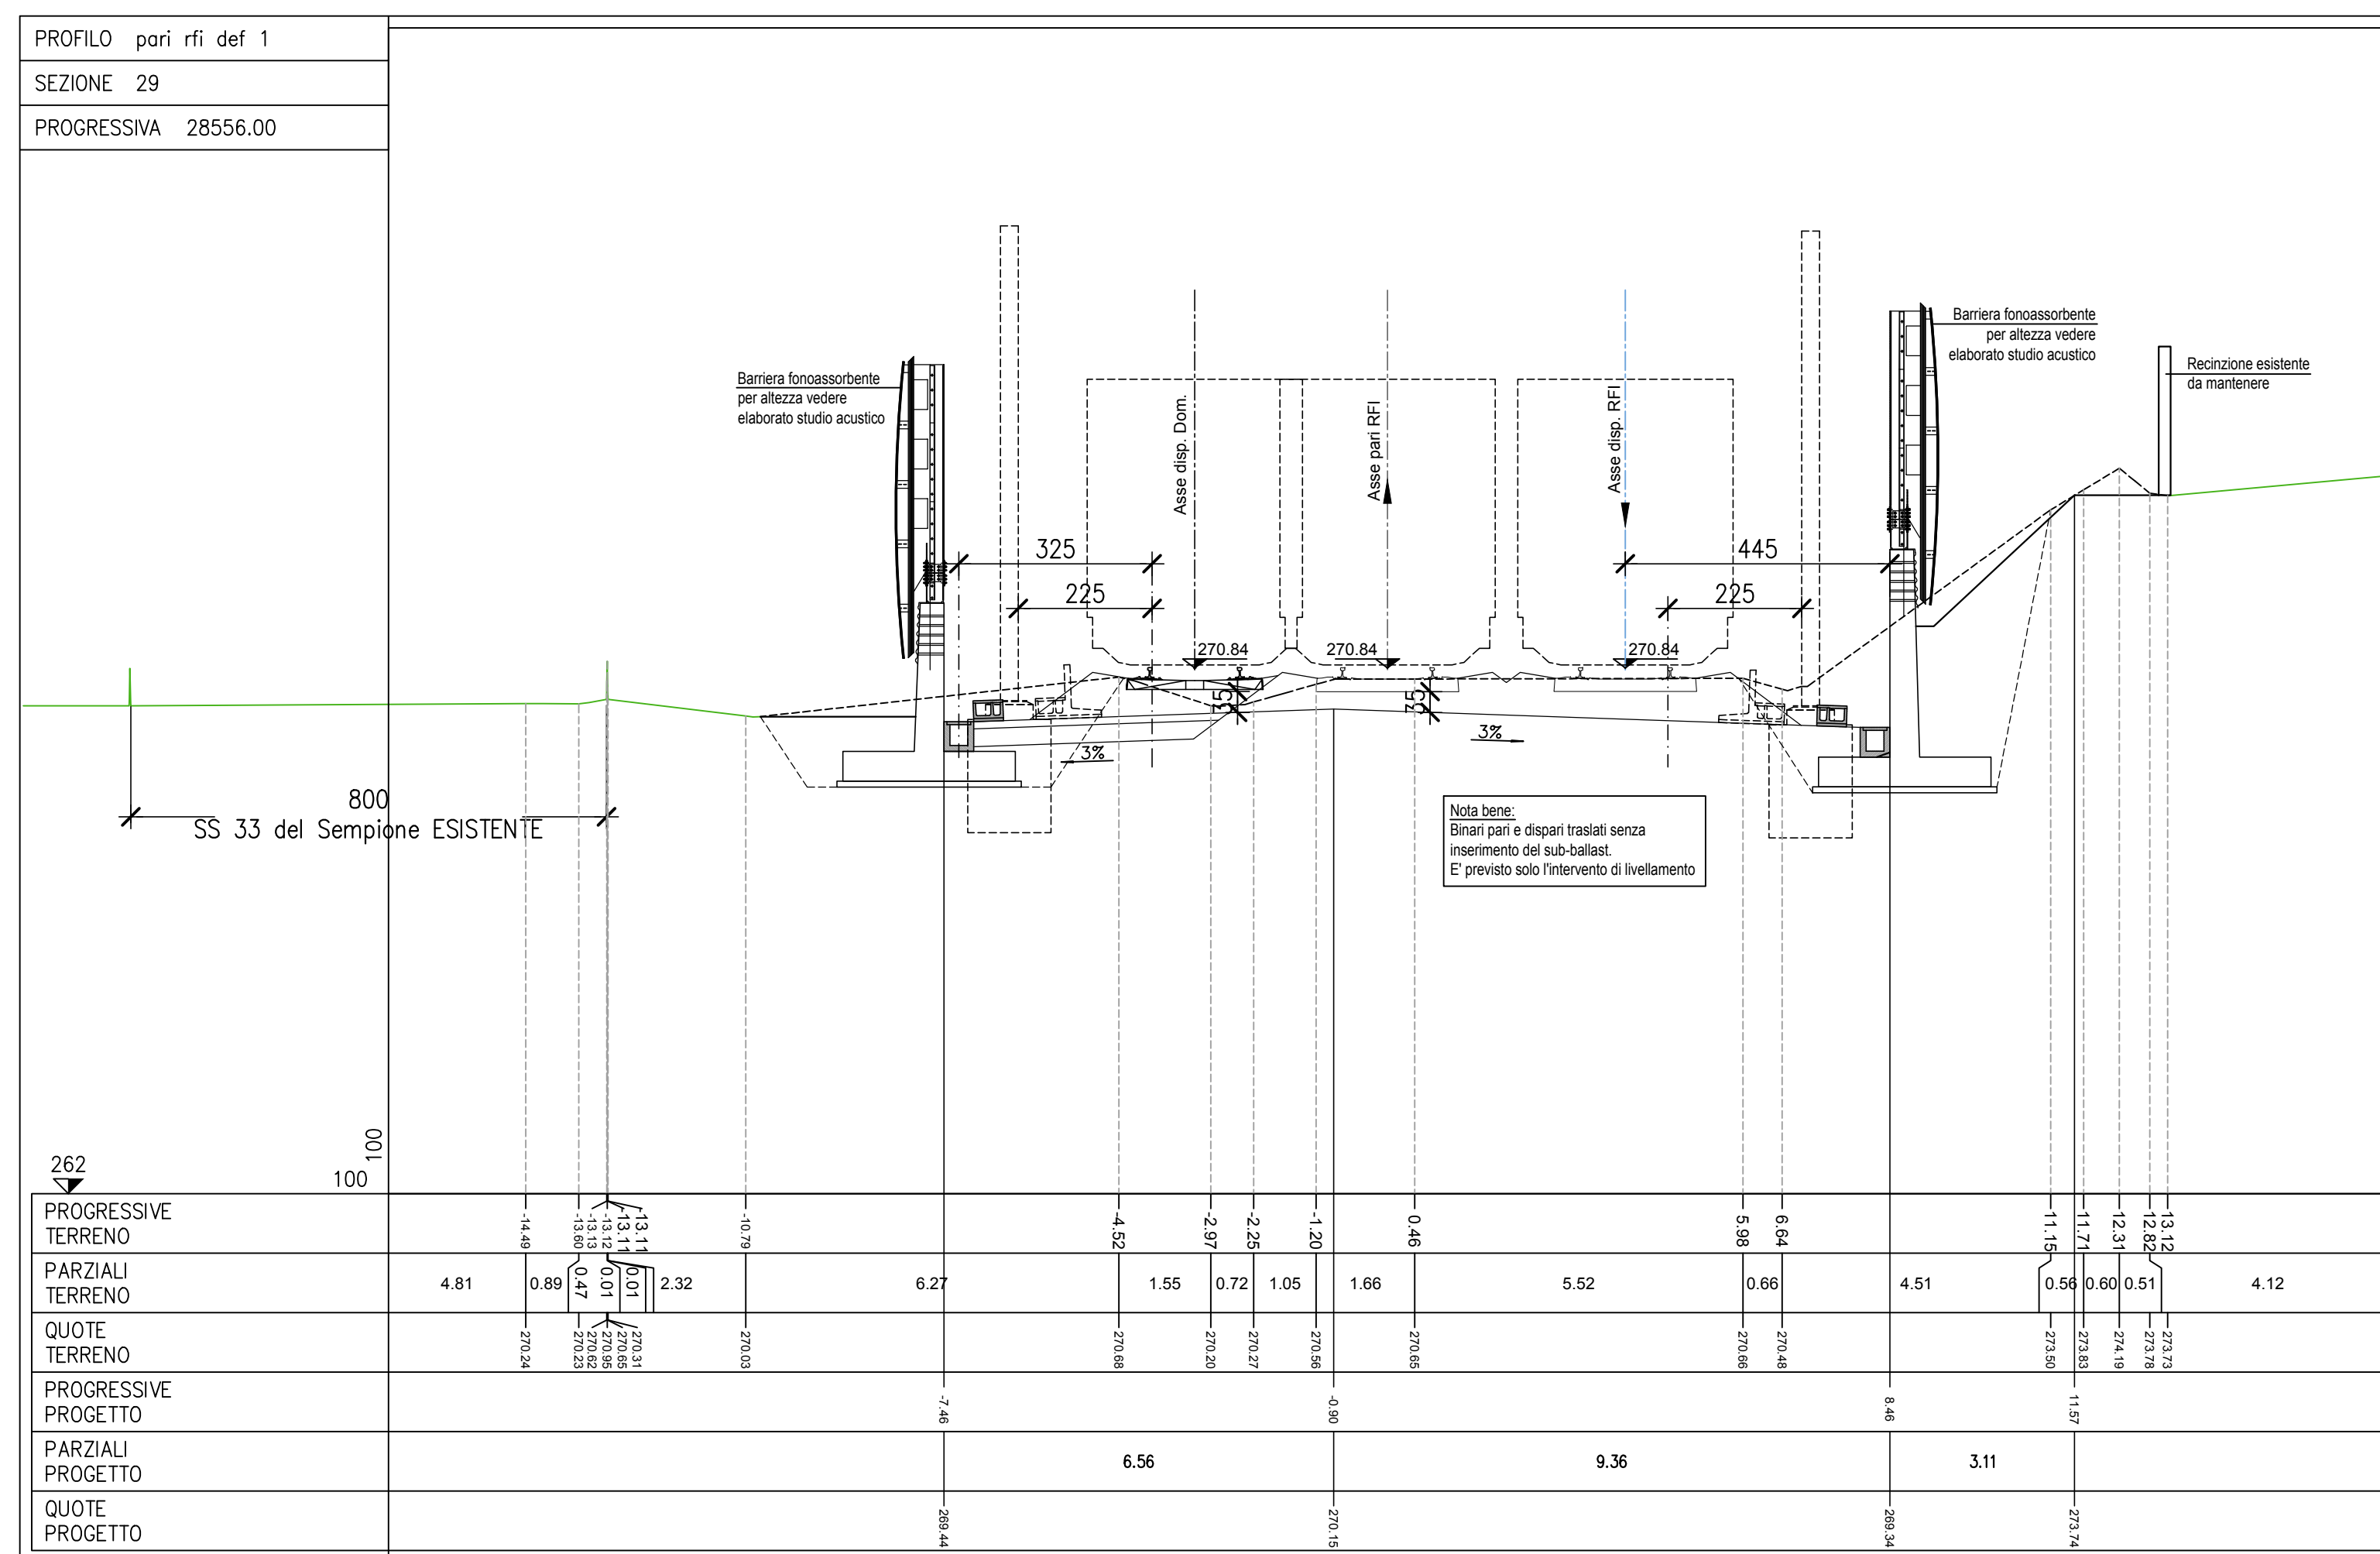 PROFILO pari rfi def 1
SEZIONE 29
PROGRESSIVA 28556.00
Barriera fonoassorbente
per altezza vedere
elaborato studio acustico
Asse disp. Dom.
Asse pari RFI
Asse disp. RFI
Barriera fonoassorbente
per altezza vedere
elaborato studio acustico
Recinzione esistente
da mantenere
325
445
225
225
270.84
270.84
270.84
35
35
3%
3%
800
SS 33 del Sempione ESISTENTE
Nota bene:
Binari pari e dispari traslati senza
inserimento del sub-ballast.
E' previsto solo l'intervento di livellamento
100
262
100
PROGRESSIVE
TERRENO
-14.49 -13.60 -13.13 -13.12 -13.11 -13.11 -10.79 -4.52 -2.97 -2.25 -1.20 0.46 5.98 6.64 11.15 11.71 12.31 12.82 13.12
PARZIALI
TERRENO
4.81 0.89 0.47 0.01 0.01 2.32 6.27 1.55 0.72 1.05 1.66 5.52 0.66 4.51 0.56 0.60 0.51 4.12
QUOTE
TERRENO
270.24 270.23 270.62 270.95 270.65 270.31 270.03 270.68 270.20 270.27 270.56 270.65 270.66 270.48 273.50 273.83 274.19 273.78 273.73
PROGRESSIVE
PROGETTO
-7.46 -0.90 8.46 11.57
PARZIALI
PROGETTO
6.56 9.36 3.11
QUOTE
PROGETTO
269.44 270.15 269.34 273.74